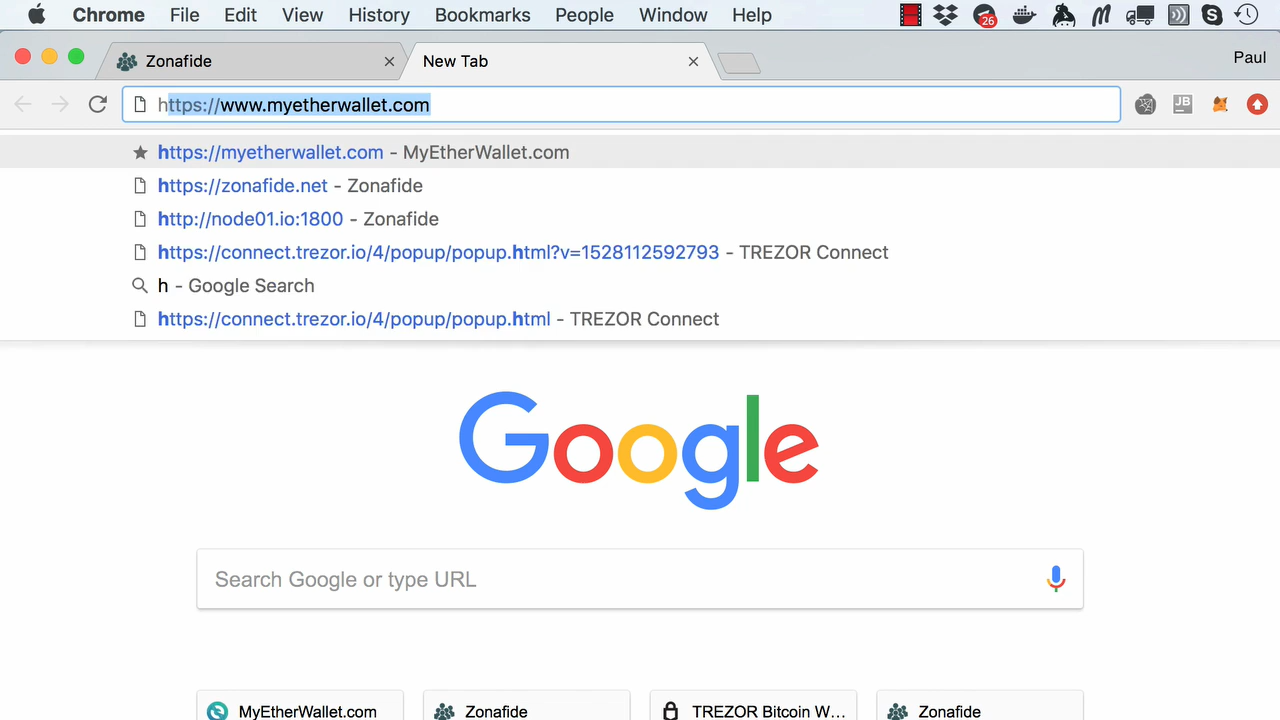 Chrome File Edit View History Bookmarks People Window Help 26
Zonafide New Tab Paul
https://www.myetherwallet.com JB
https://myetherwallet.com - MyEtherWallet.com
https://zonafide.net - Zonafide
http://node01.io:1800 - Zonafide
https://connect.trezor.io/4/popup/popup.html?v=1528112592793 - TREZOR Connect
h - Google Search
https://connect.trezor.io/4/popup/popup.html - TREZOR Connect
Google
Search Google or type URL
MyEtherWallet.com Zonafide TREZOR Bitcoin W... Zonafide